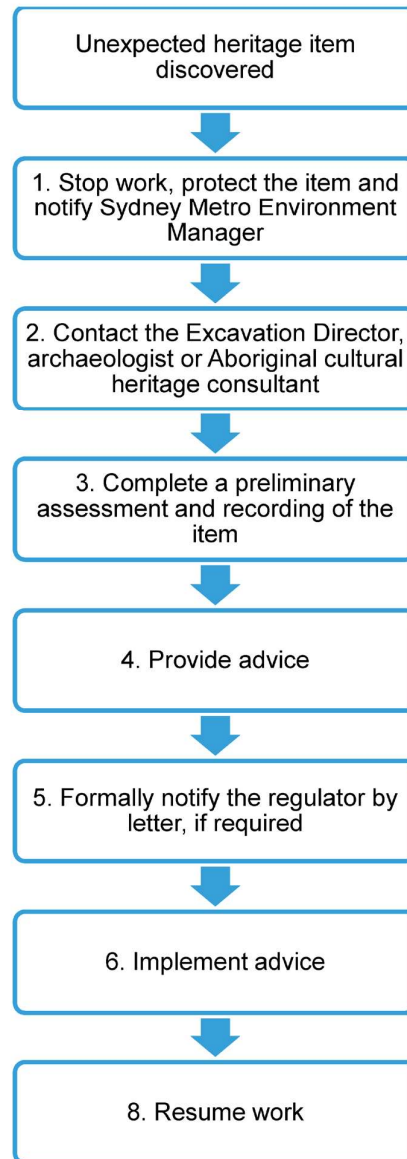 Unexpected heritage item
discovered
1. Stop work, protect the item and
notify Sydney Metro Environment
Manager
2. Contact the Excavation Director,
archaeologist or Aboriginal cultural
heritage consultant
3. Complete a preliminary
assessment and recording of the
item
4. Provide advice
5. Formally notify the regulator by
letter, if required
6. Implement advice
8. Resume work